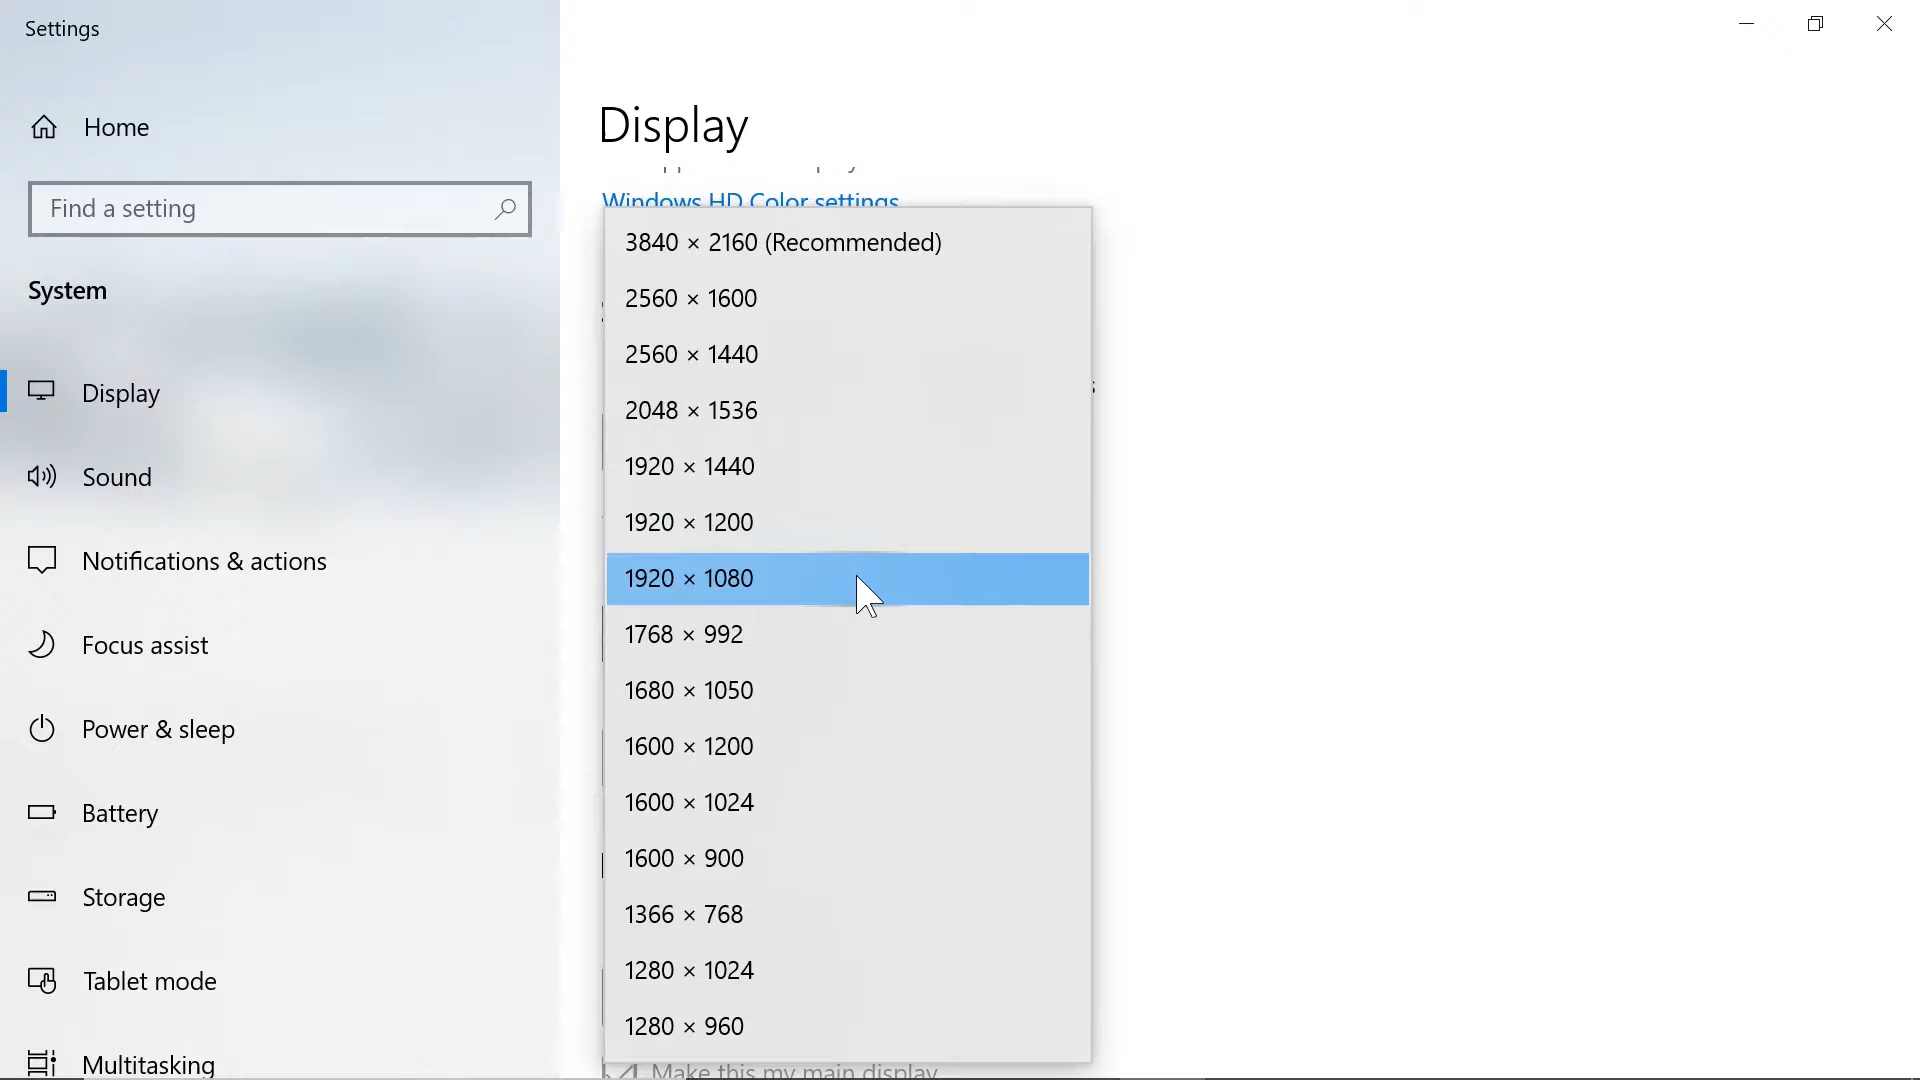 Settings
Home
Find a setting
System
Display
Sound
Notifications & actions
Focus assist
Power & sleep
Battery
Storage
Tablet mode
Multitasking
Display
Windows HD Color settings
3840 × 2160 (Recommended)
2560 × 1600
2560 × 1440
2048 × 1536
1920 × 1440
1920 × 1200
1920 × 1080
1768 × 992
1680 × 1050
1600 × 1200
1600 × 1024
1600 × 900
1366 × 768
1280 × 1024
1280 × 960
Make this my main display